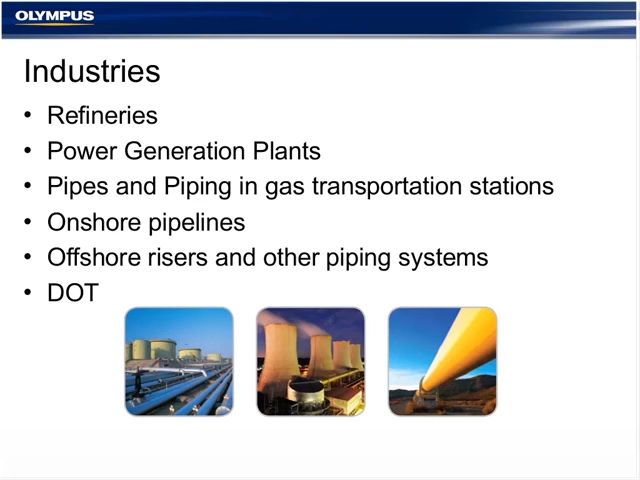 OLYMPUS
Industries
• Refineries
• Power Generation Plants
• Pipes and Piping in gas transportation stations
• Onshore pipelines
• Offshore risers and other piping systems
• DOT